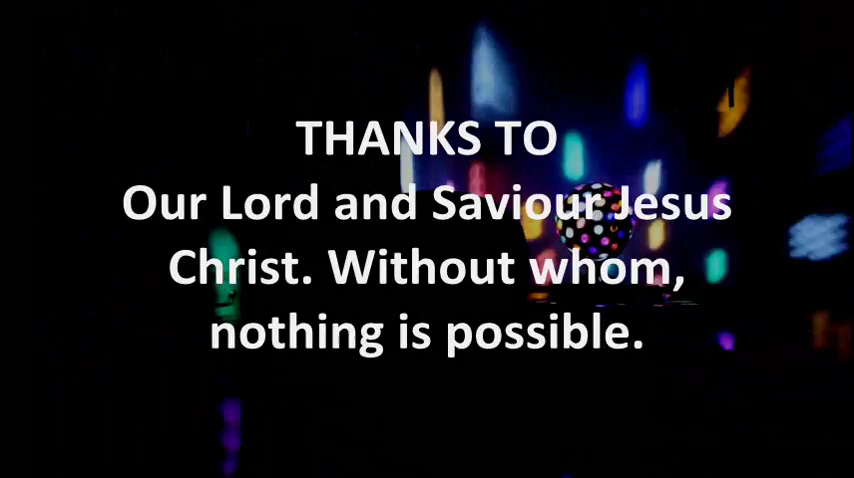 THANKS TO
Our Lord and Saviour Jesus
Christ. Without whom,
nothing is possible.